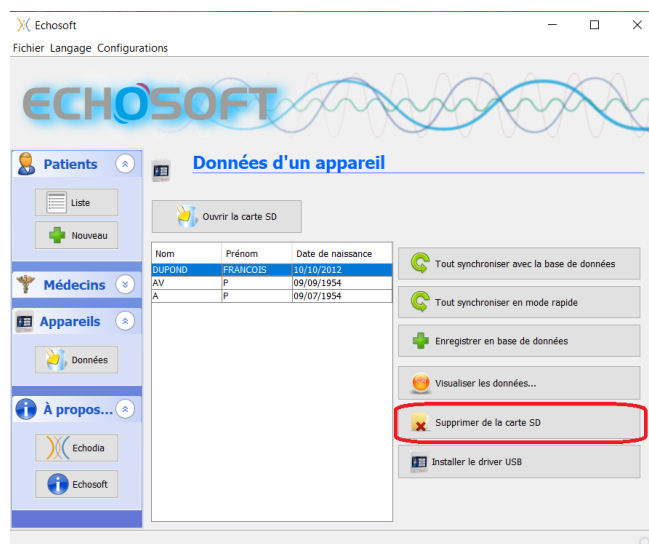 Echosoft
Fichier Langage Configurations
ECHOSOFT
Patients
Liste
Nouveau
Médecins
Appareils
Données
À propos...
Echodia
Echosoft
Données d'un appareil
Ouvrir la carte SD
Nom Prénom Date de naissance
DUPOND FRANCOIS 10/10/2012
AV P 09/09/1954
A P 09/07/1954
Tout synchroniser avec la base de données
Tout synchroniser en mode rapide
Enregistrer en base de données
Visualiser les données...
Supprimer de la carte SD
Installer le driver USB